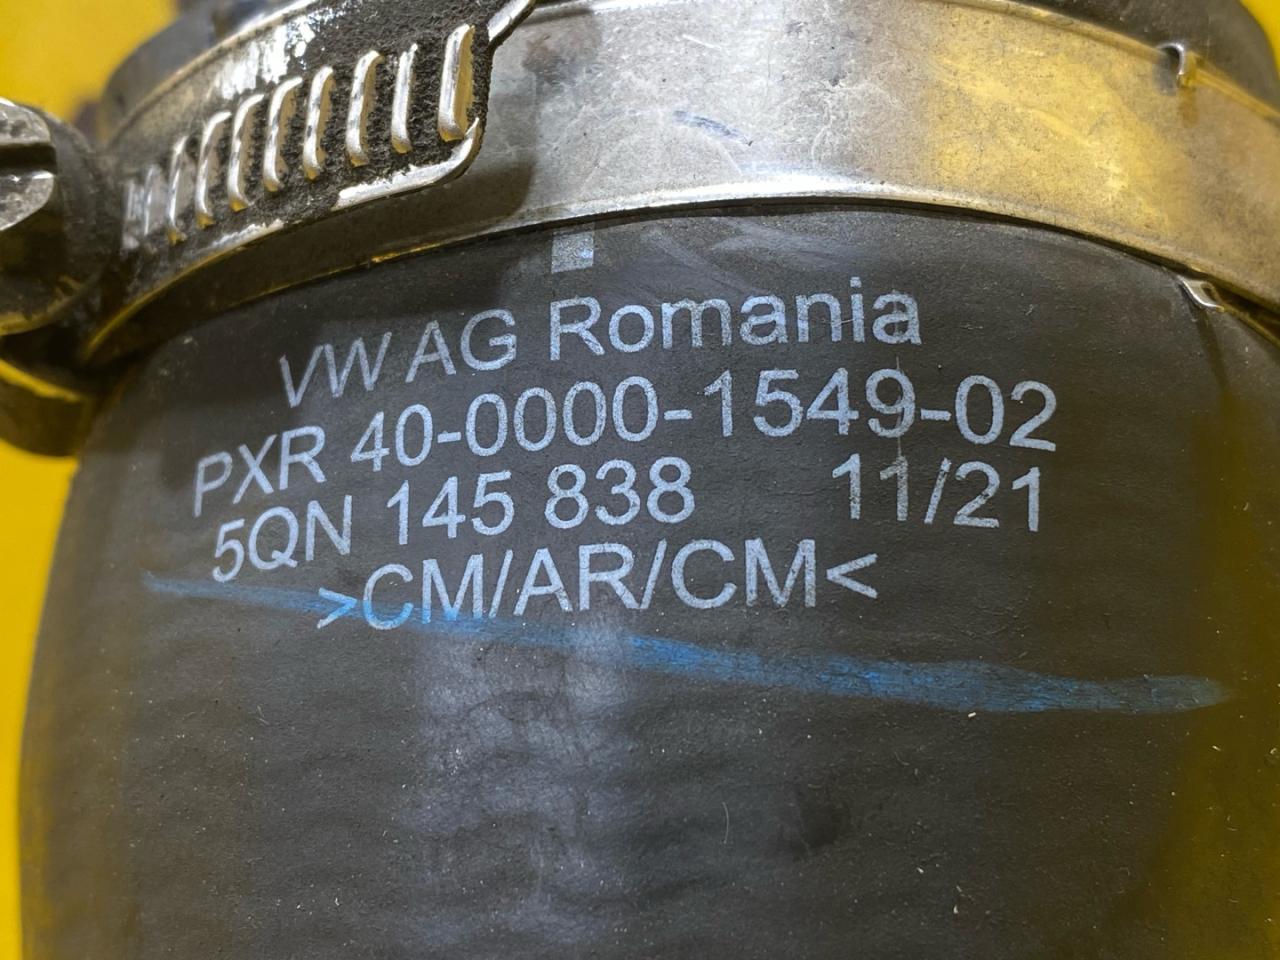 VW AG Romania
PXR 40-0000-1549-02
5QN 145 838 11/21
>CM/AR/CM<